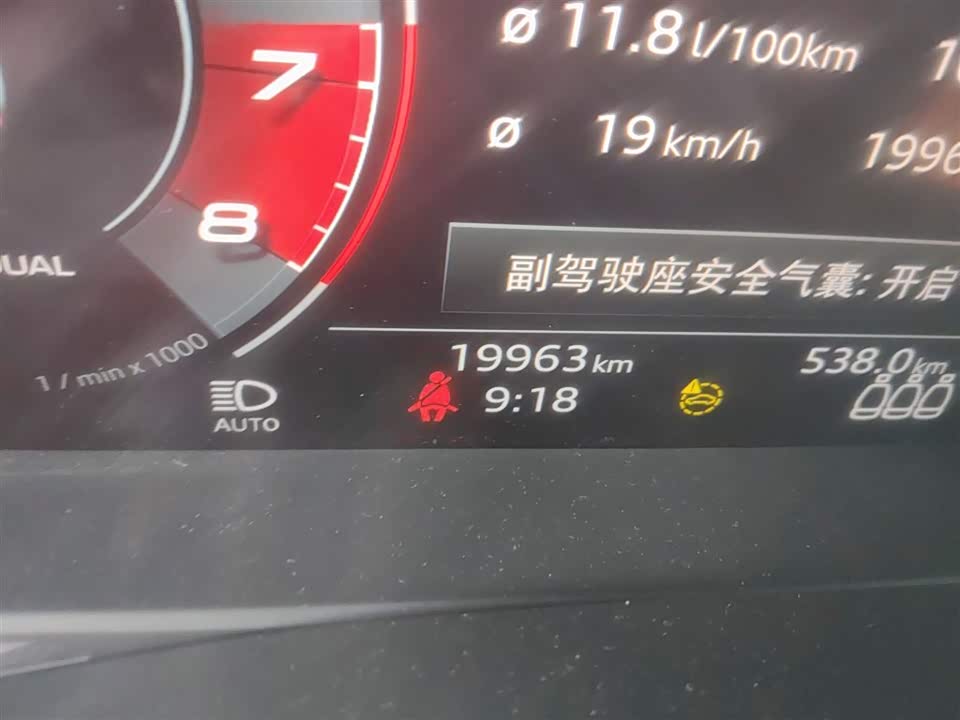 7
ø 11.8 l/100km
ø 19 km/h
8
副驾驶座安全气囊: 开启
1 / min x 1000
19963 km
538.0 km
AUTO
9:18